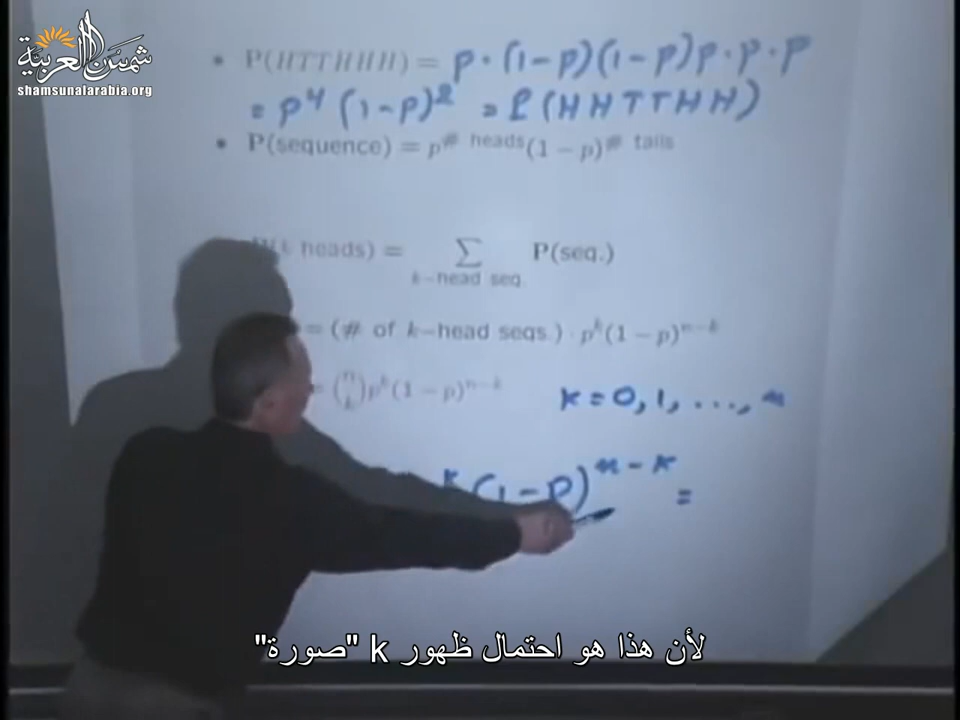 شمس العربية
shamsunalarabia.org
• P(HTTHHH) = p · (1-p)(1-p)p · p · p
= p⁴ (1-p)² = P(HHTTHH)
• P(sequence) = p^# heads (1 − p)^# tails
heads) = ∑ P(seq.)
k−head seq.
= (# of k−head seqs.) · p^k(1 − p)^n−k
(n k) p^k(1 − p)^n−k k = 0, 1, ..., n
k (1-p)^n-k =
لأن هذا هو احتمال ظهور k "صورة"